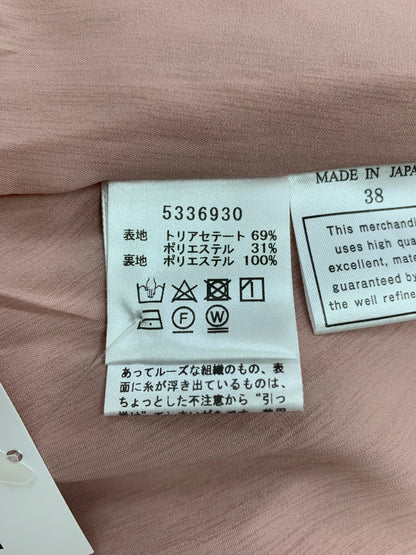 5336930
表地 トリアセテート 69%
ポリエステル 31%
裏地 ポリエステル 100%
F W
あってルーズな組織のもの、表
面に糸が浮き出ているものは、
ちょっとした不注意から“引っ
MADE IN JAPA
38
This merchandi
uses high qua
excellent, mate
guaranteed b
the well refine